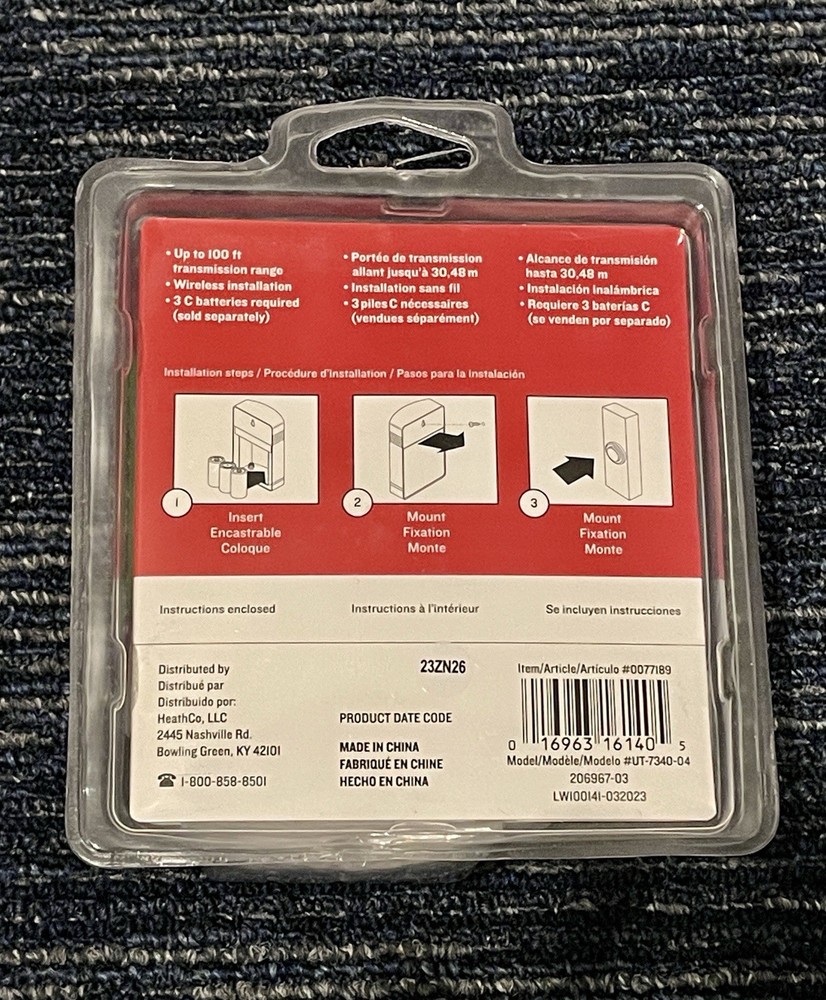 • Up to 100 ft
transmission range
• Wireless installation
• 3 C batteries required
(sold separately)
• Portée de transmission
allant jusqu'à 30,48 m
• Installation sans fil
• 3 piles C nécessaires
(vendues séparément)
• Alcance de transmisión
hasta 30,48 m
• Instalación inalámbrica
• Requiere 3 baterías C
(se venden por separado)
Installation steps / Procédure d'Installation / Pasos para la instalación
1
Insert
Encastrable
Coloque
2
Mount
Fixation
Monte
3
Mount
Fixation
Monte
Instructions enclosed
Instructions à l'intérieur
Se incluyen instrucciones
Distributed by
Distribué par
Distribuido por:
HeathCo, LLC
2445 Nashville Rd.
Bowling Green, KY 42101
☎ 1-800-858-8501
23ZN26
PRODUCT DATE CODE
MADE IN CHINA
FABRIQUÉ EN CHINE
HECHO EN CHINA
Item/Article/Artículo #0077189
0 16963 16140 5
Model/Modèle/Modelo #UT-7340-04
206967-03
LW100141-032023